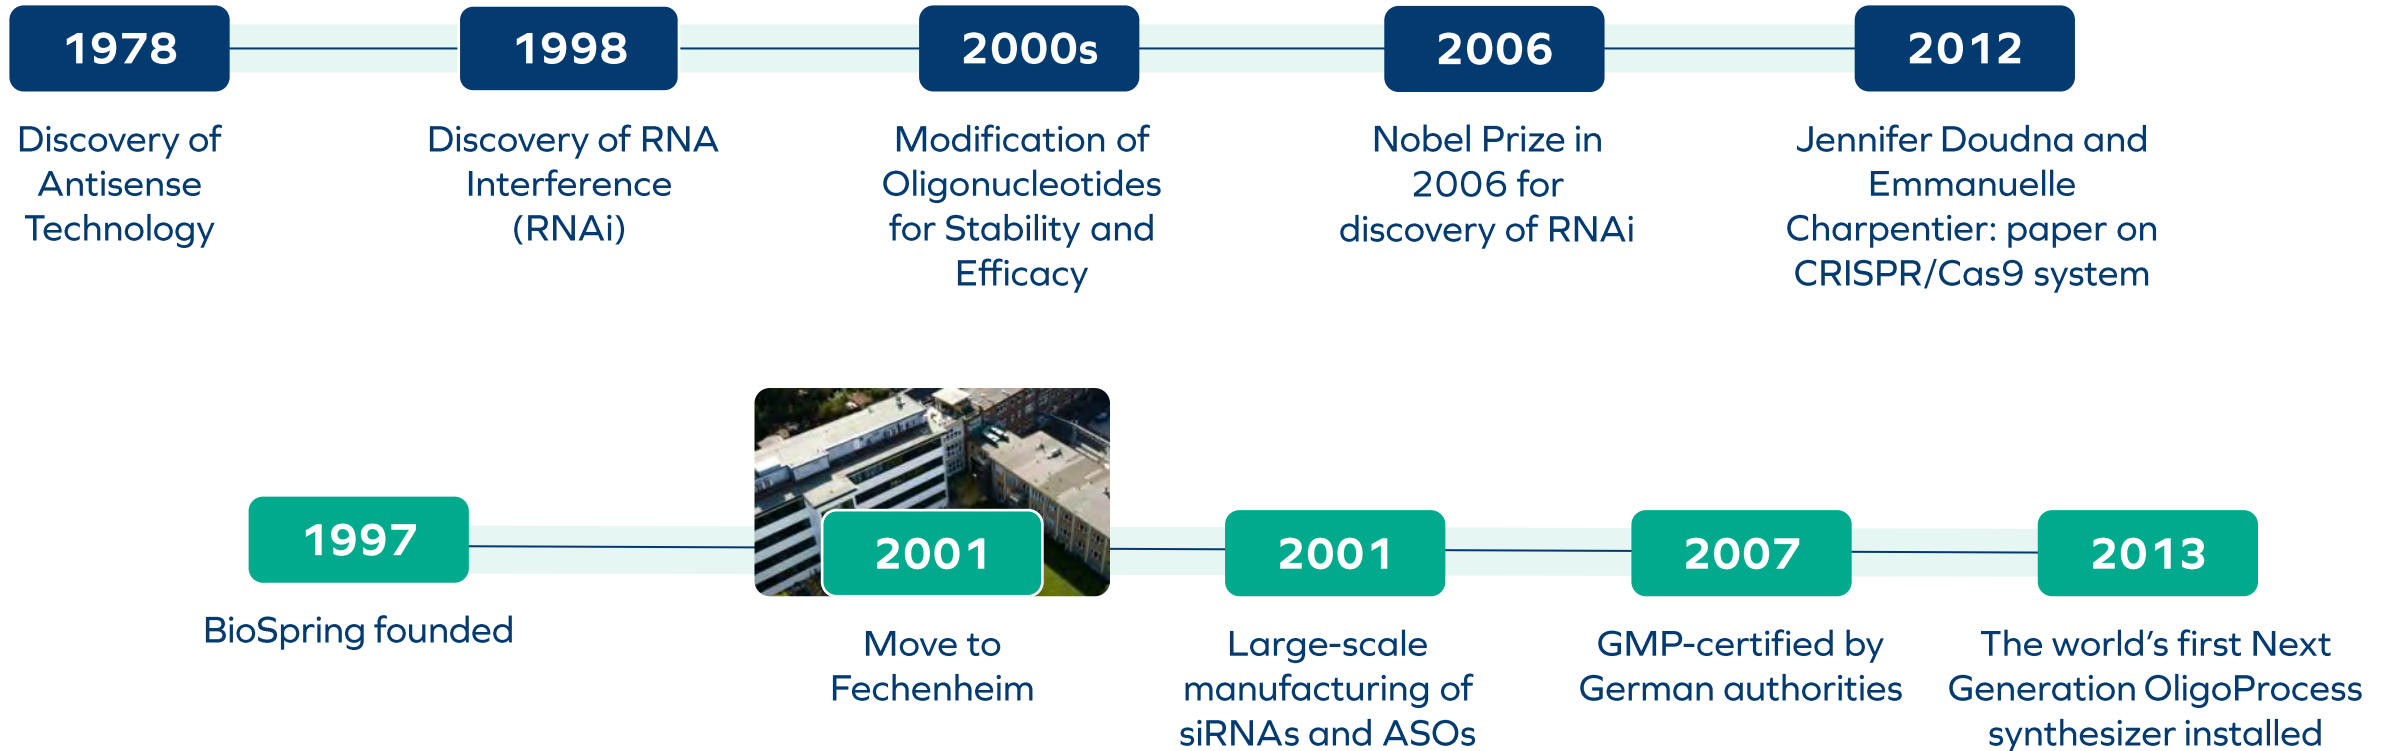 1978
Discovery of
Antisense
Technology
1998
Discovery of RNA
Interference
(RNAi)
2000s
Modification of
Oligonucleotides
for Stability and
Efficacy
2006
Nobel Prize in
2006 for
discovery of RNAi
2012
Jennifer Doudna and
Emmanuelle
Charpentier: paper on
CRISPR/Cas9 system
1997
BioSpring founded
2001
Move to
Fechenheim
2001
Large-scale
manufacturing of
siRNAs and ASOs
2007
GMP-certified by
German authorities
2013
The world’s first Next
Generation OligoProcess
synthesizer installed